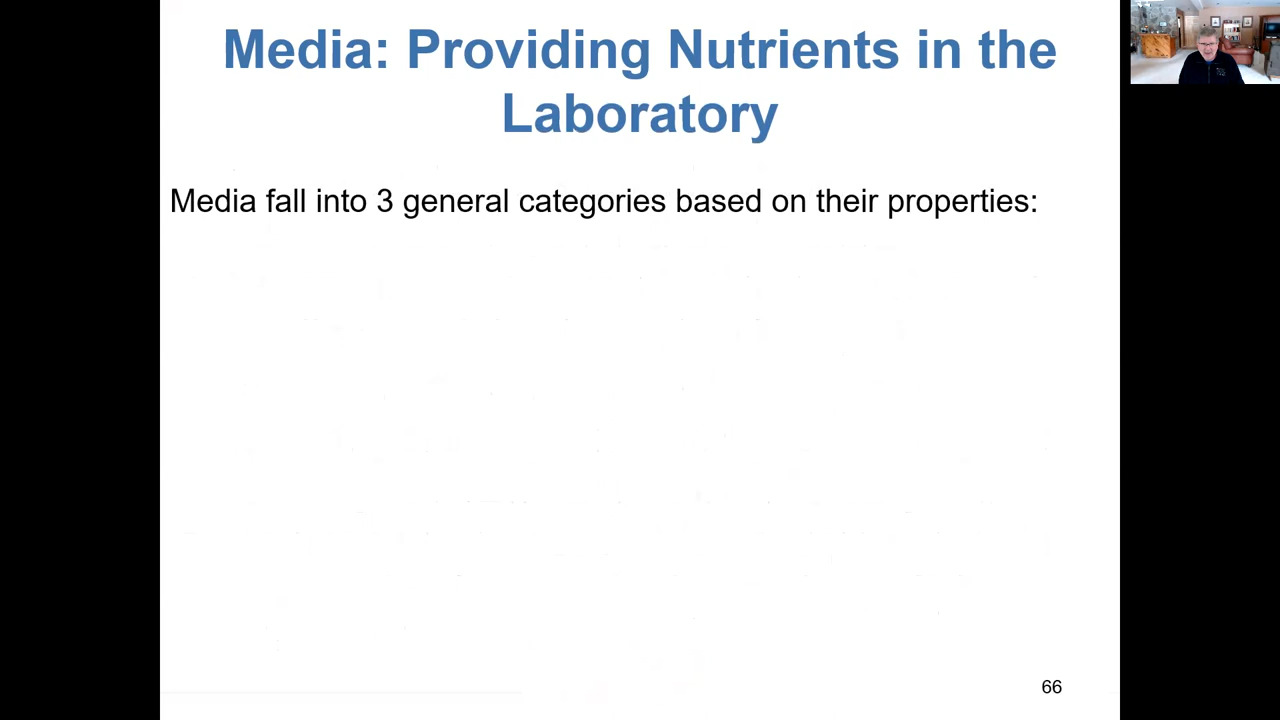 Media: Providing Nutrients in the
Laboratory
Media fall into 3 general categories based on their properties:
66